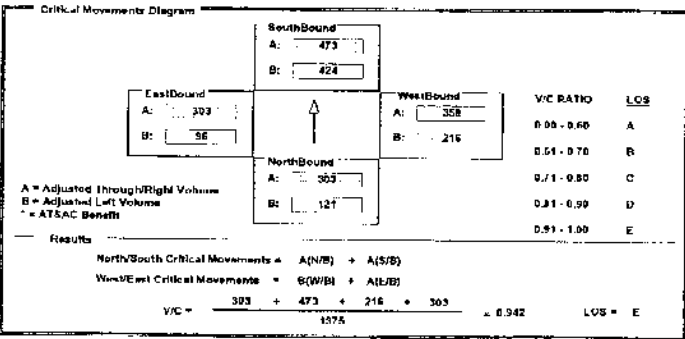 Critical Movements Diagram
SouthBound
A: 473
B: 424
EastBound
A: 303
B: 96
WestBound
A: 358
B: 216
NorthBound
A: 303
B: 121
V/C RATIO LOS
0.00 - 0.60 A
0.61 - 0.70 B
0.71 - 0.80 C
0.81 - 0.90 D
0.91 - 1.00 E
A = Adjusted Through/Right Volume
B = Adjusted Left Volume
* = ATSAC Benefit
Results
North/South Critical Movements = A(N/B) + A(S/B)
West/East Critical Movements = B(W/B) + A(E/B)
303 + 473 + 216 + 303
V/C = = 0.942 LOS = E
1375